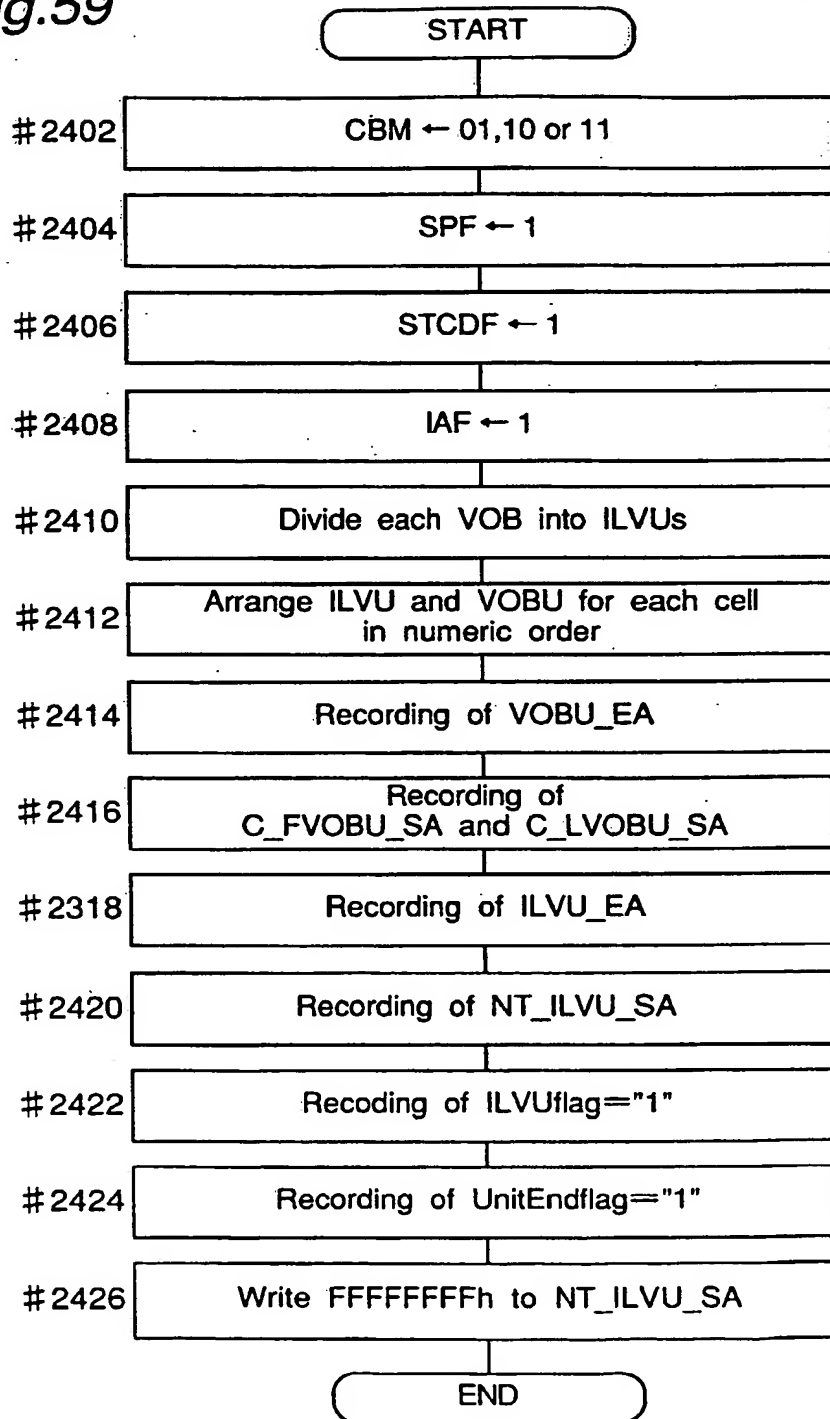 g.59
START
#2402 CBM ← 01,10 or 11
#2404 SPF ← 1
#2406 STCDF ← 1
#2408 IAF ← 1
#2410 Divide each VOB into ILVUs
#2412 Arrange ILVU and VOBU for each cell
in numeric order
#2414 Recording of VOBU_EA
#2416 Recording of
C_FVOBU_SA and C_LVOBU_SA
#2318 Recording of ILVU_EA
#2420 Recording of NT_ILVU_SA
#2422 Recoding of ILVUflag="1"
#2424 Recording of UnitEndflag="1"
#2426 Write FFFFFFFFh to NT_ILVU_SA
END